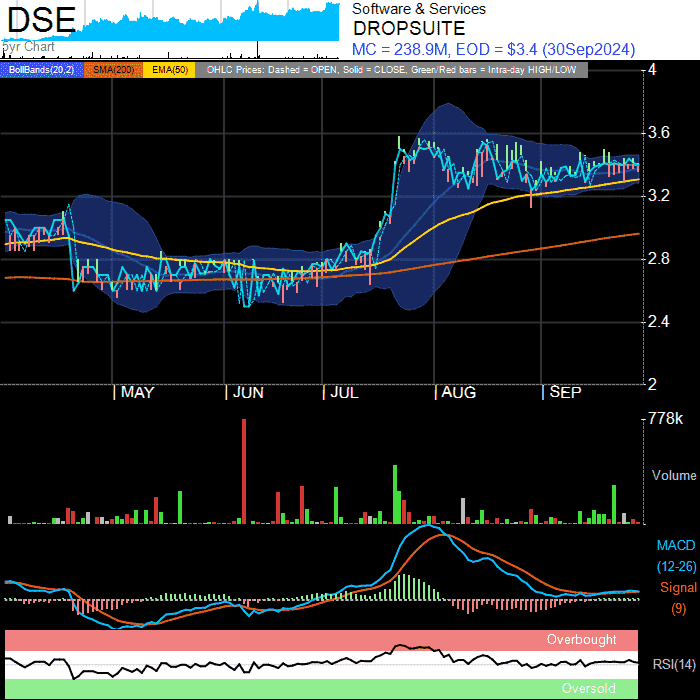 DSE
5yr Chart
Software & Services
DROPSUITE
MC = 238.9M, EOD = $3.4 (30Sep2024)
BollBands(20,2) SMA(200) EMA(50) OHLC Prices: Dashed = OPEN, Solid = CLOSE, Green/Red bars = Intra-day HIGH/LOW
4
3.6
3.2
2.8
2.4
2
MAY JUN JUL AUG SEP
778k
Volume
MACD
(12-26)
Signal
(9)
Overbought
RSI(14)
Oversold